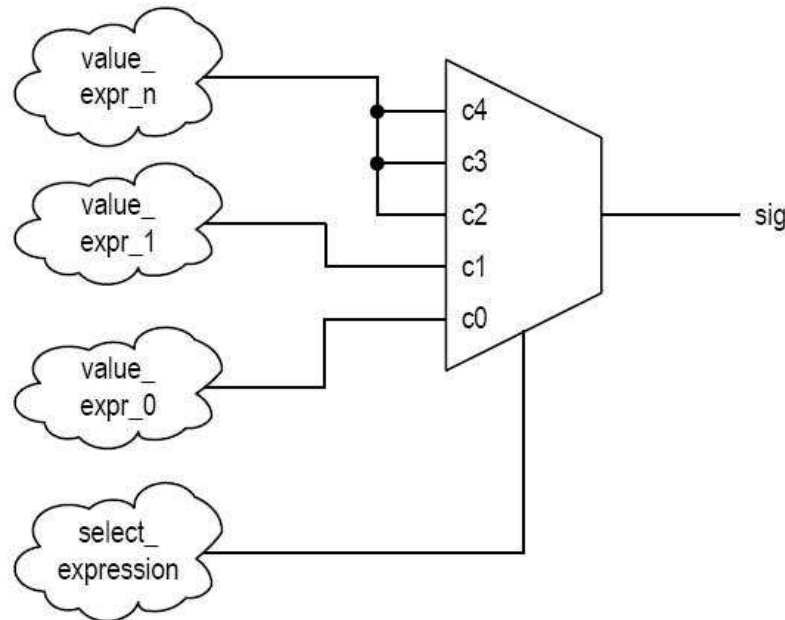 value_
expr_n
c4
c3
c2
value_
expr_1
c1
sig
c0
value_
expr_0
select_
expression